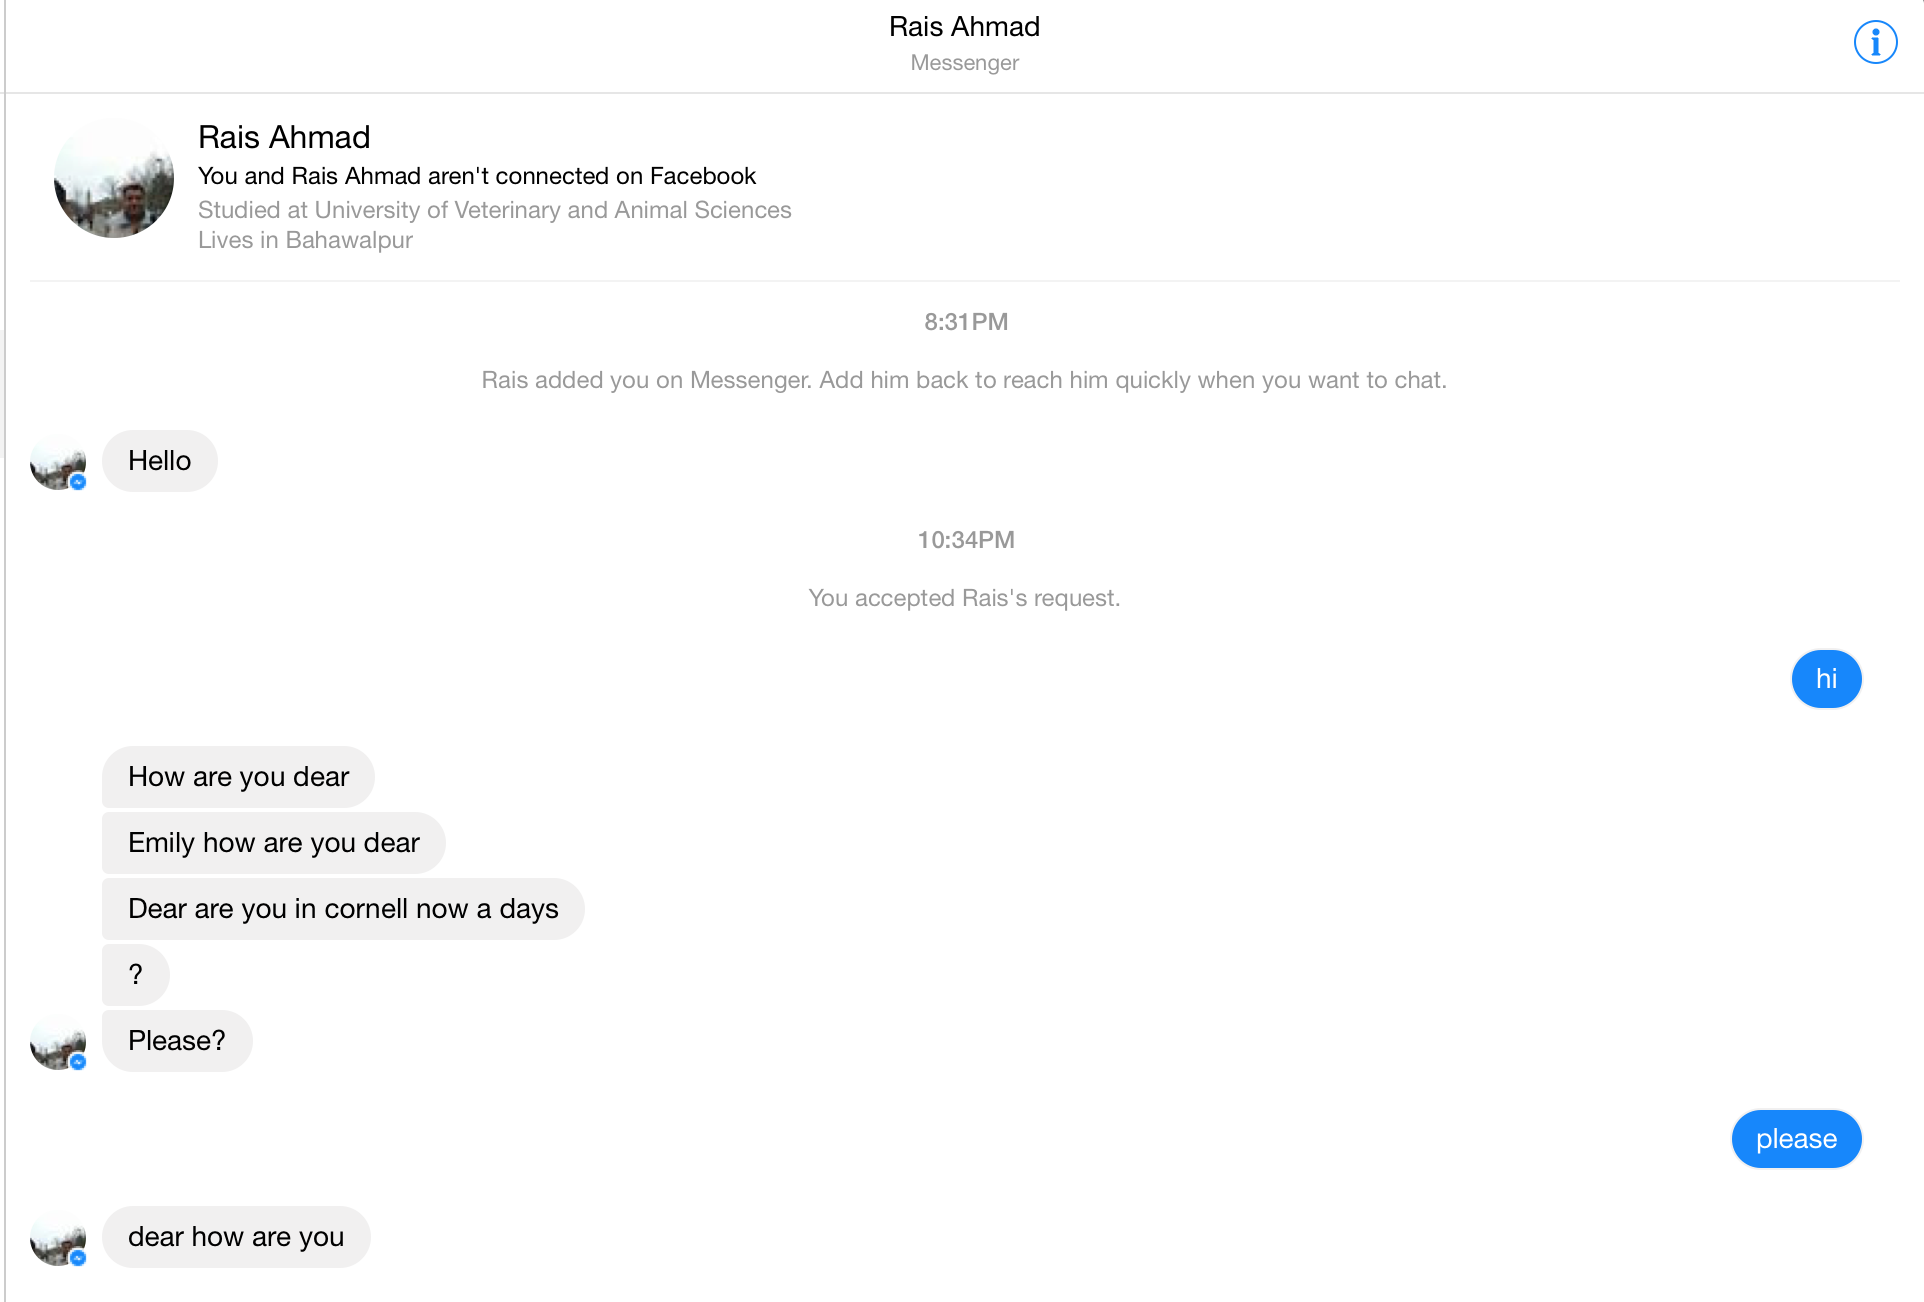 Rais Ahmad
Messenger
Rais Ahmad
You and Rais Ahmad aren't connected on Facebook
Studied at University of Veterinary and Animal Sciences
Lives in Bahawalpur
8:31PM
Rais added you on Messenger. Add him back to reach him quickly when you want to chat.
Hello
10:34PM
You accepted Rais's request.
hi
How are you dear
Emily how are you dear
Dear are you in cornell now a days
?
Please?
please
dear how are you